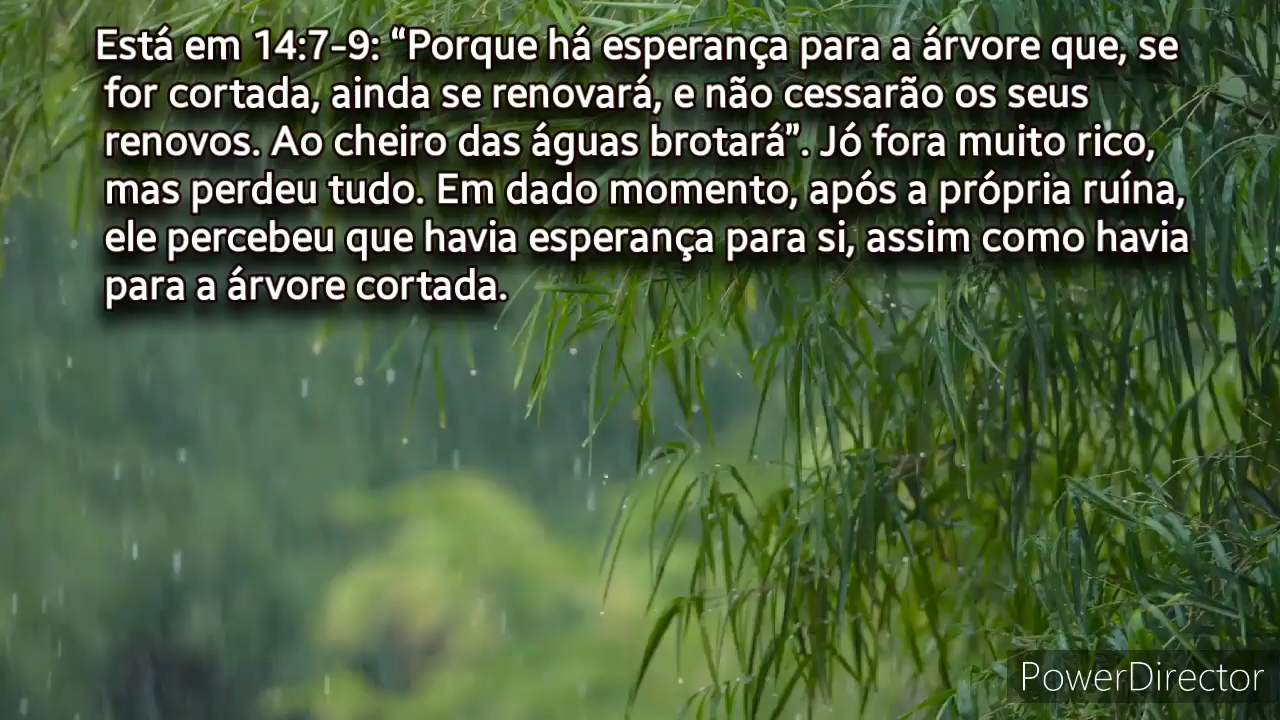 Está em 14:7-9: “Porque há esperança para a árvore que, se
for cortada, ainda se renovará, e não cessarão os seus
renovos. Ao cheiro das águas brotará”. Jó fora muito rico,
mas perdeu tudo. Em dado momento, após a própria ruína,
ele percebeu que havia esperança para si, assim como havia
para a árvore cortada.
PowerDirector